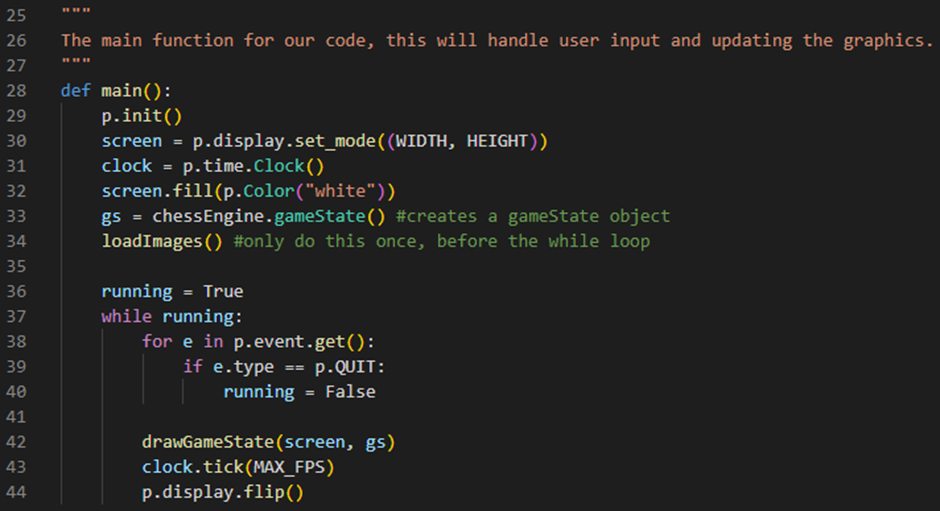 25 """
26 The main function for our code, this will handle user input and updating the graphics.
27 """
28 def main():
29     p.init()
30     screen = p.display.set_mode((WIDTH, HEIGHT))
31     clock = p.time.Clock()
32     screen.fill(p.Color("white"))
33     gs = chessEngine.gameState() #creates a gameState object
34     loadImages() #only do this once, before the while loop
35
36     running = True
37     while running:
38         for e in p.event.get():
39             if e.type == p.QUIT:
40                 running = False
41
42         drawGameState(screen, gs)
43         clock.tick(MAX_FPS)
44         p.display.flip()